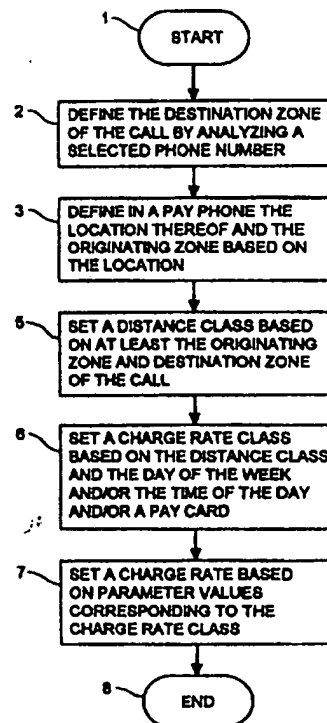 1
START
2
DEFINE THE DESTINATION ZONE
OF THE CALL BY ANALYZING A
SELECTED PHONE NUMBER
3
DEFINE IN A PAY PHONE THE
LOCATION THEREOF AND THE
ORIGINATING ZONE BASED ON
THE LOCATION
5
SET A DISTANCE CLASS BASED
ON AT LEAST THE ORIGINATING
ZONE AND DESTINATION ZONE
OF THE CALL
6
SET A CHARGE RATE CLASS
BASED ON THE DISTANCE CLASS
AND THE DAY OF THE WEEK
AND/OR THE TIME OF THE DAY
AND/OR A PAY CARD
7
SET A CHARGE RATE BASED
ON PARAMETER VALUES
CORRESPONDING TO THE
CHARGE RATE CLASS
8
END